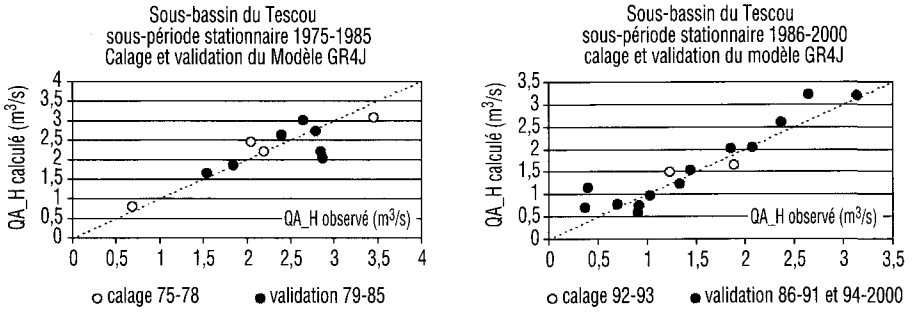 Sous-bassin du Tescou
sous-période stationnaire 1975-1985
Calage et validation du Modèle GR4J
QA_H calculé (m³/s)
4
3,5
3
2,5
2
1,5
1
0,5
0
QA_H observé (m³/s)
0 0,5 1 1,5 2 2,5 3 3,5 4
calage 75-78 validation 79-85
Sous-bassin du Tescou
sous-période stationnaire 1986-2000
calage et validation du modèle GR4J
QA_H calculé (m³/s)
3,5
3
2,5
2
1,5
1
0,5
0
QA_H observé (m³/s)
0 0,5 1 1,5 2 2,5 3 3,5
calage 92-93 validation 86-91 et 94-2000